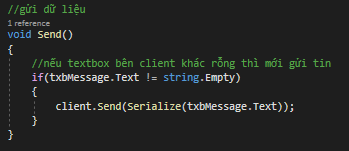 //gửi dữ liệu
1 reference
void Send()
{
//nếu textbox bên client khác rỗng thì mới gửi tin
if(txbMessage.Text != string.Empty)
{
client.Send(Serialize(txbMessage.Text));
}
}